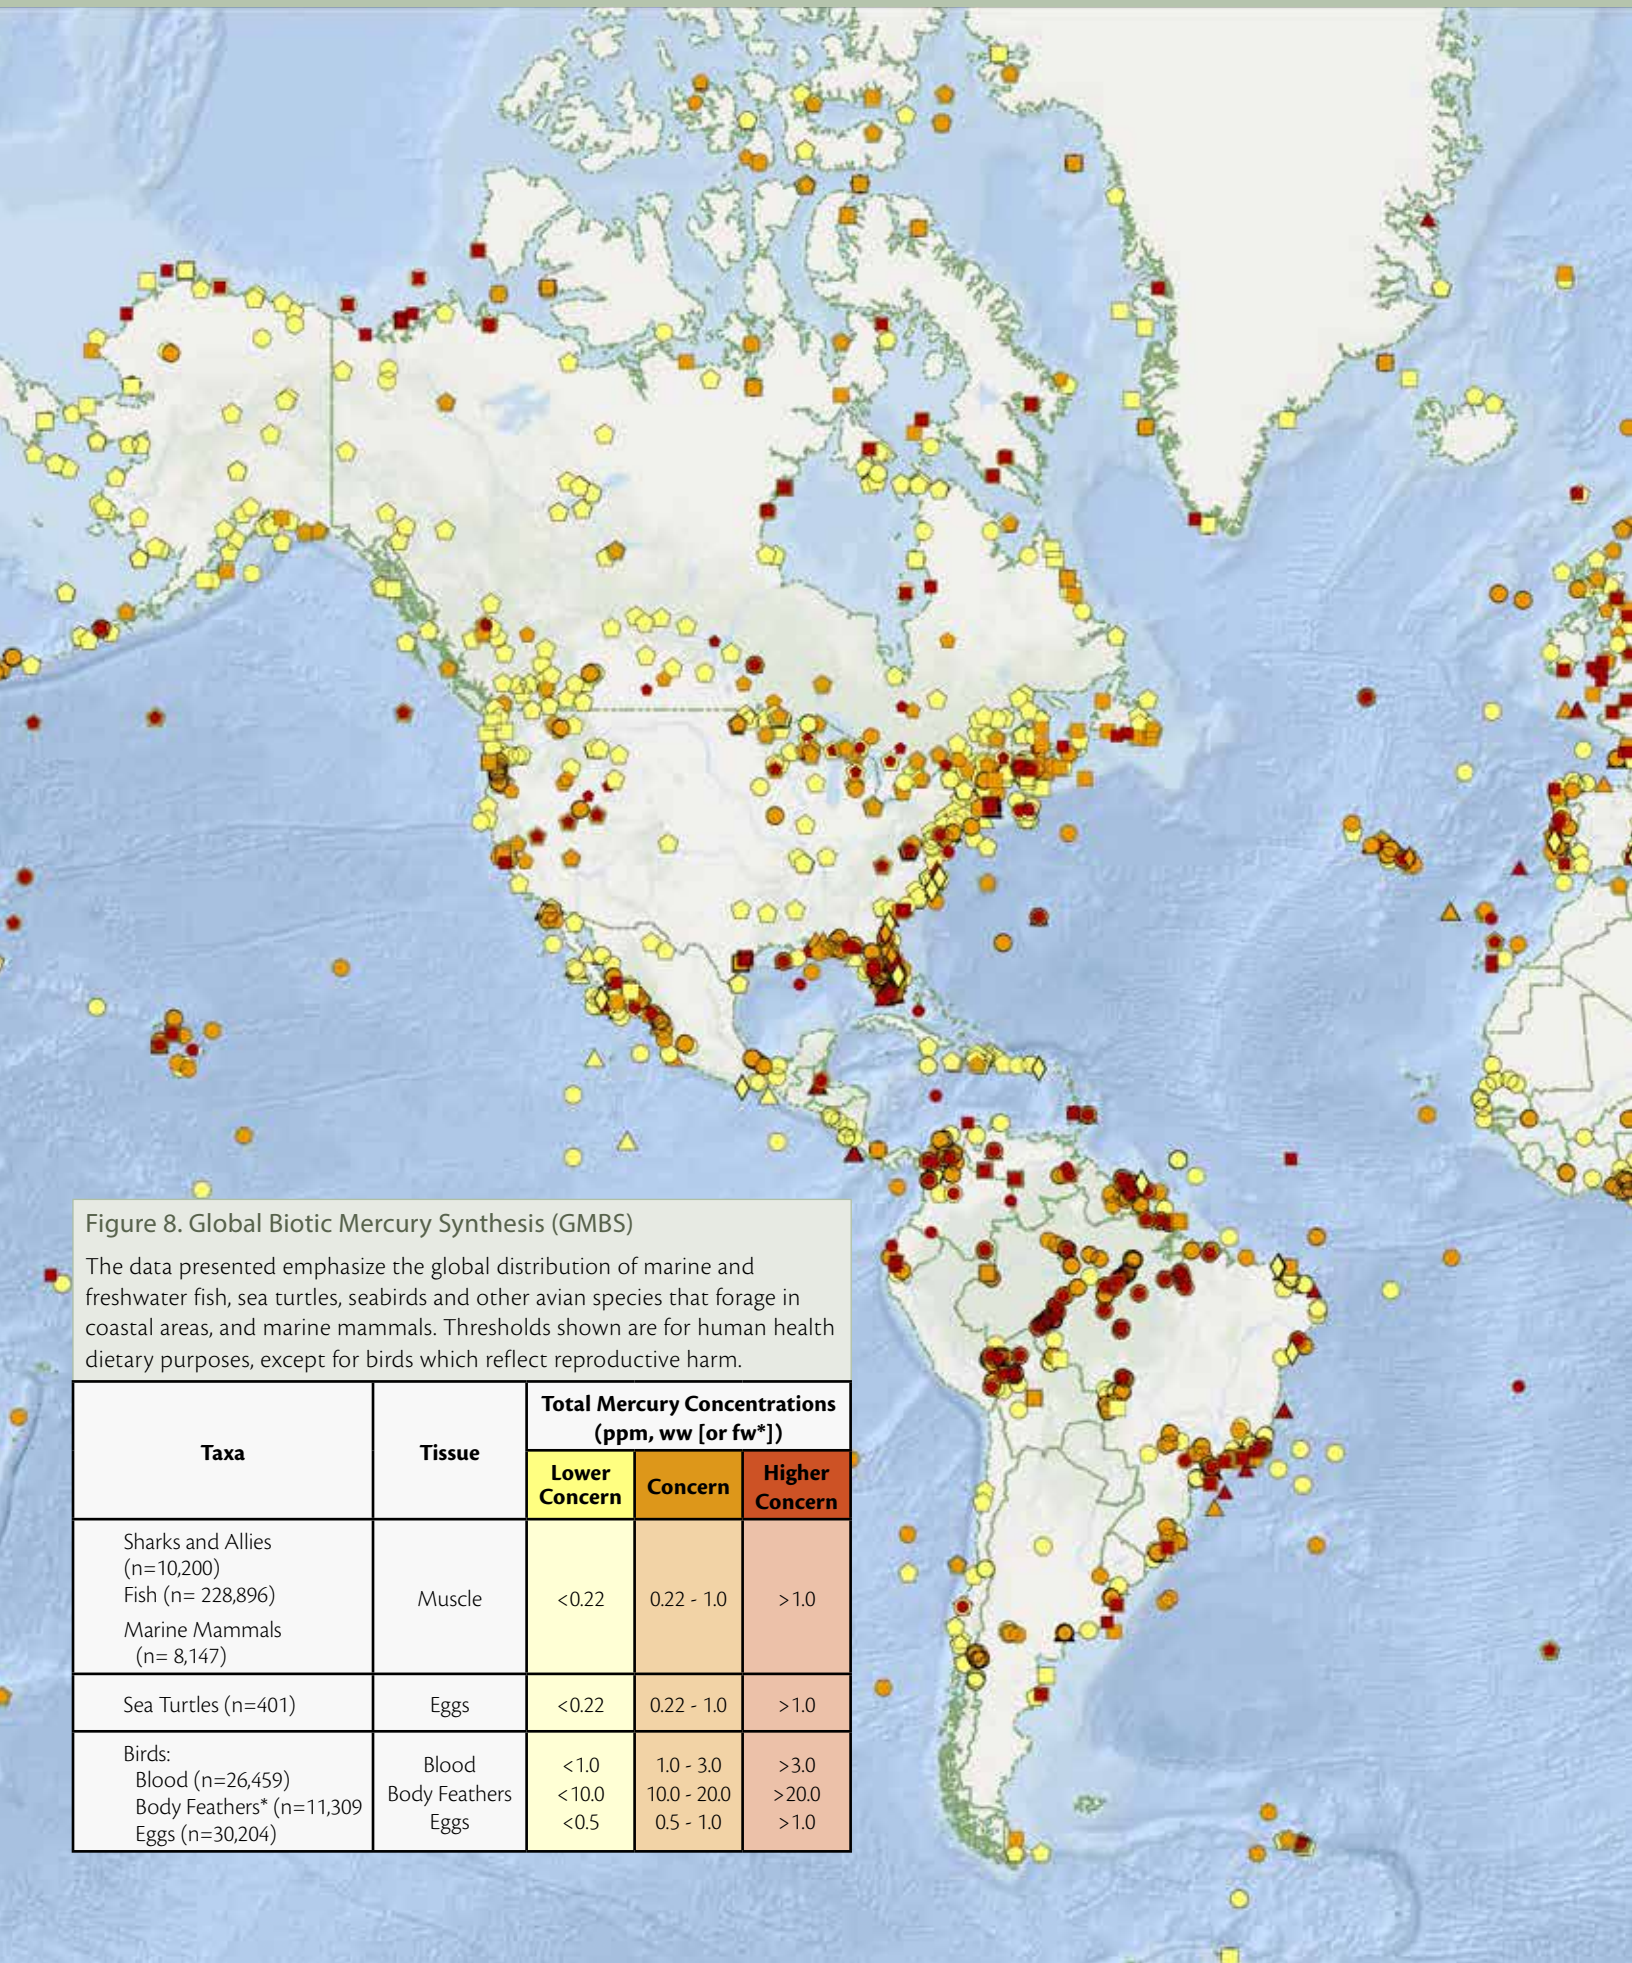 Figure 8. Global Biotic Mercury Synthesis (GMBS)
The data presented emphasize the global distribution of marine and
freshwater fish, sea turtles, seabirds and other avian species that forage in
coastal areas, and marine mammals. Thresholds shown are for human health
dietary purposes, except for birds which reflect reproductive harm.
Taxa
Tissue
Total Mercury Concentrations
(ppm, ww [or fw*])
Lower
Concern
Concern
Higher
Concern
Sharks and Allies
(n=10,200)
Fish (n= 228,896)
Marine Mammals
(n= 8,147)
Muscle
<0.22
0.22 - 1.0
>1.0
Sea Turtles (n=401)
Eggs
<0.22
0.22 - 1.0
>1.0
Birds:
Blood (n=26,459)
Body Feathers* (n=11,309
Eggs (n=30,204)
Blood
Body Feathers
Eggs
<1.0
<10.0
<0.5
1.0 - 3.0
10.0 - 20.0
0.5 - 1.0
>3.0
>20.0
>1.0